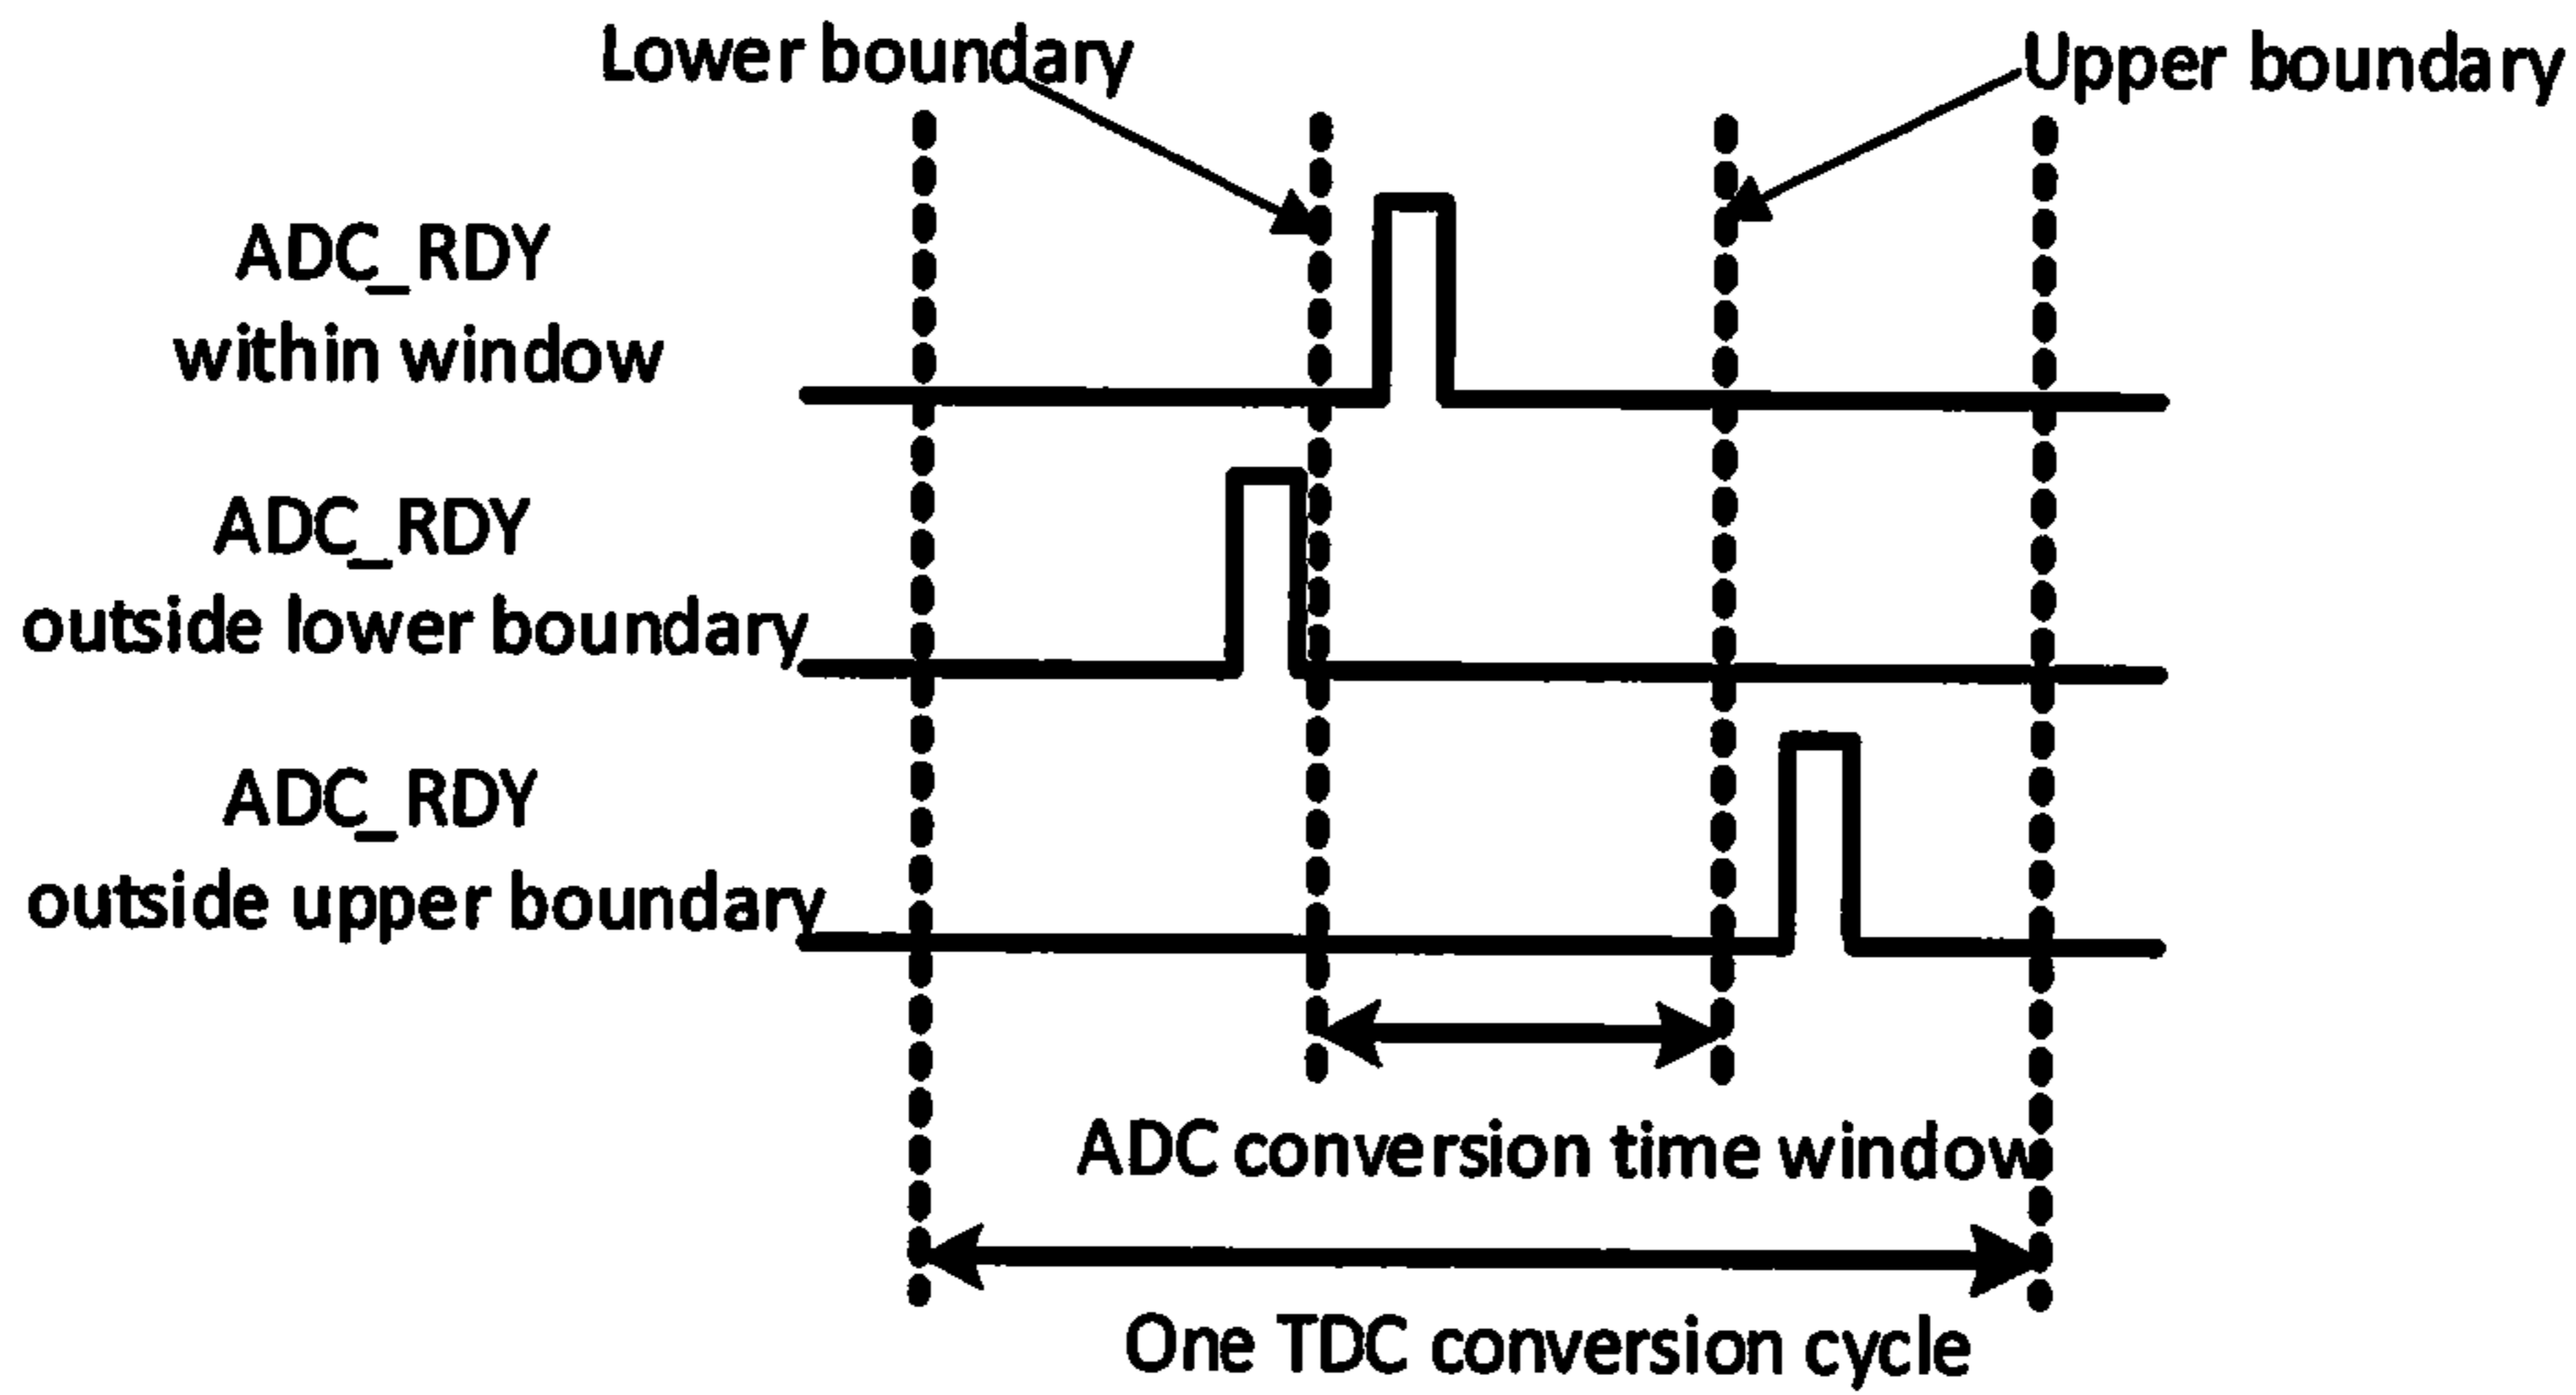 Lower boundary
Upper boundary
ADC_RDY
within window
ADC_RDY
outside lower boundary
ADC_RDY
outside upper boundary
ADC conversion time window
One TDC conversion cycle